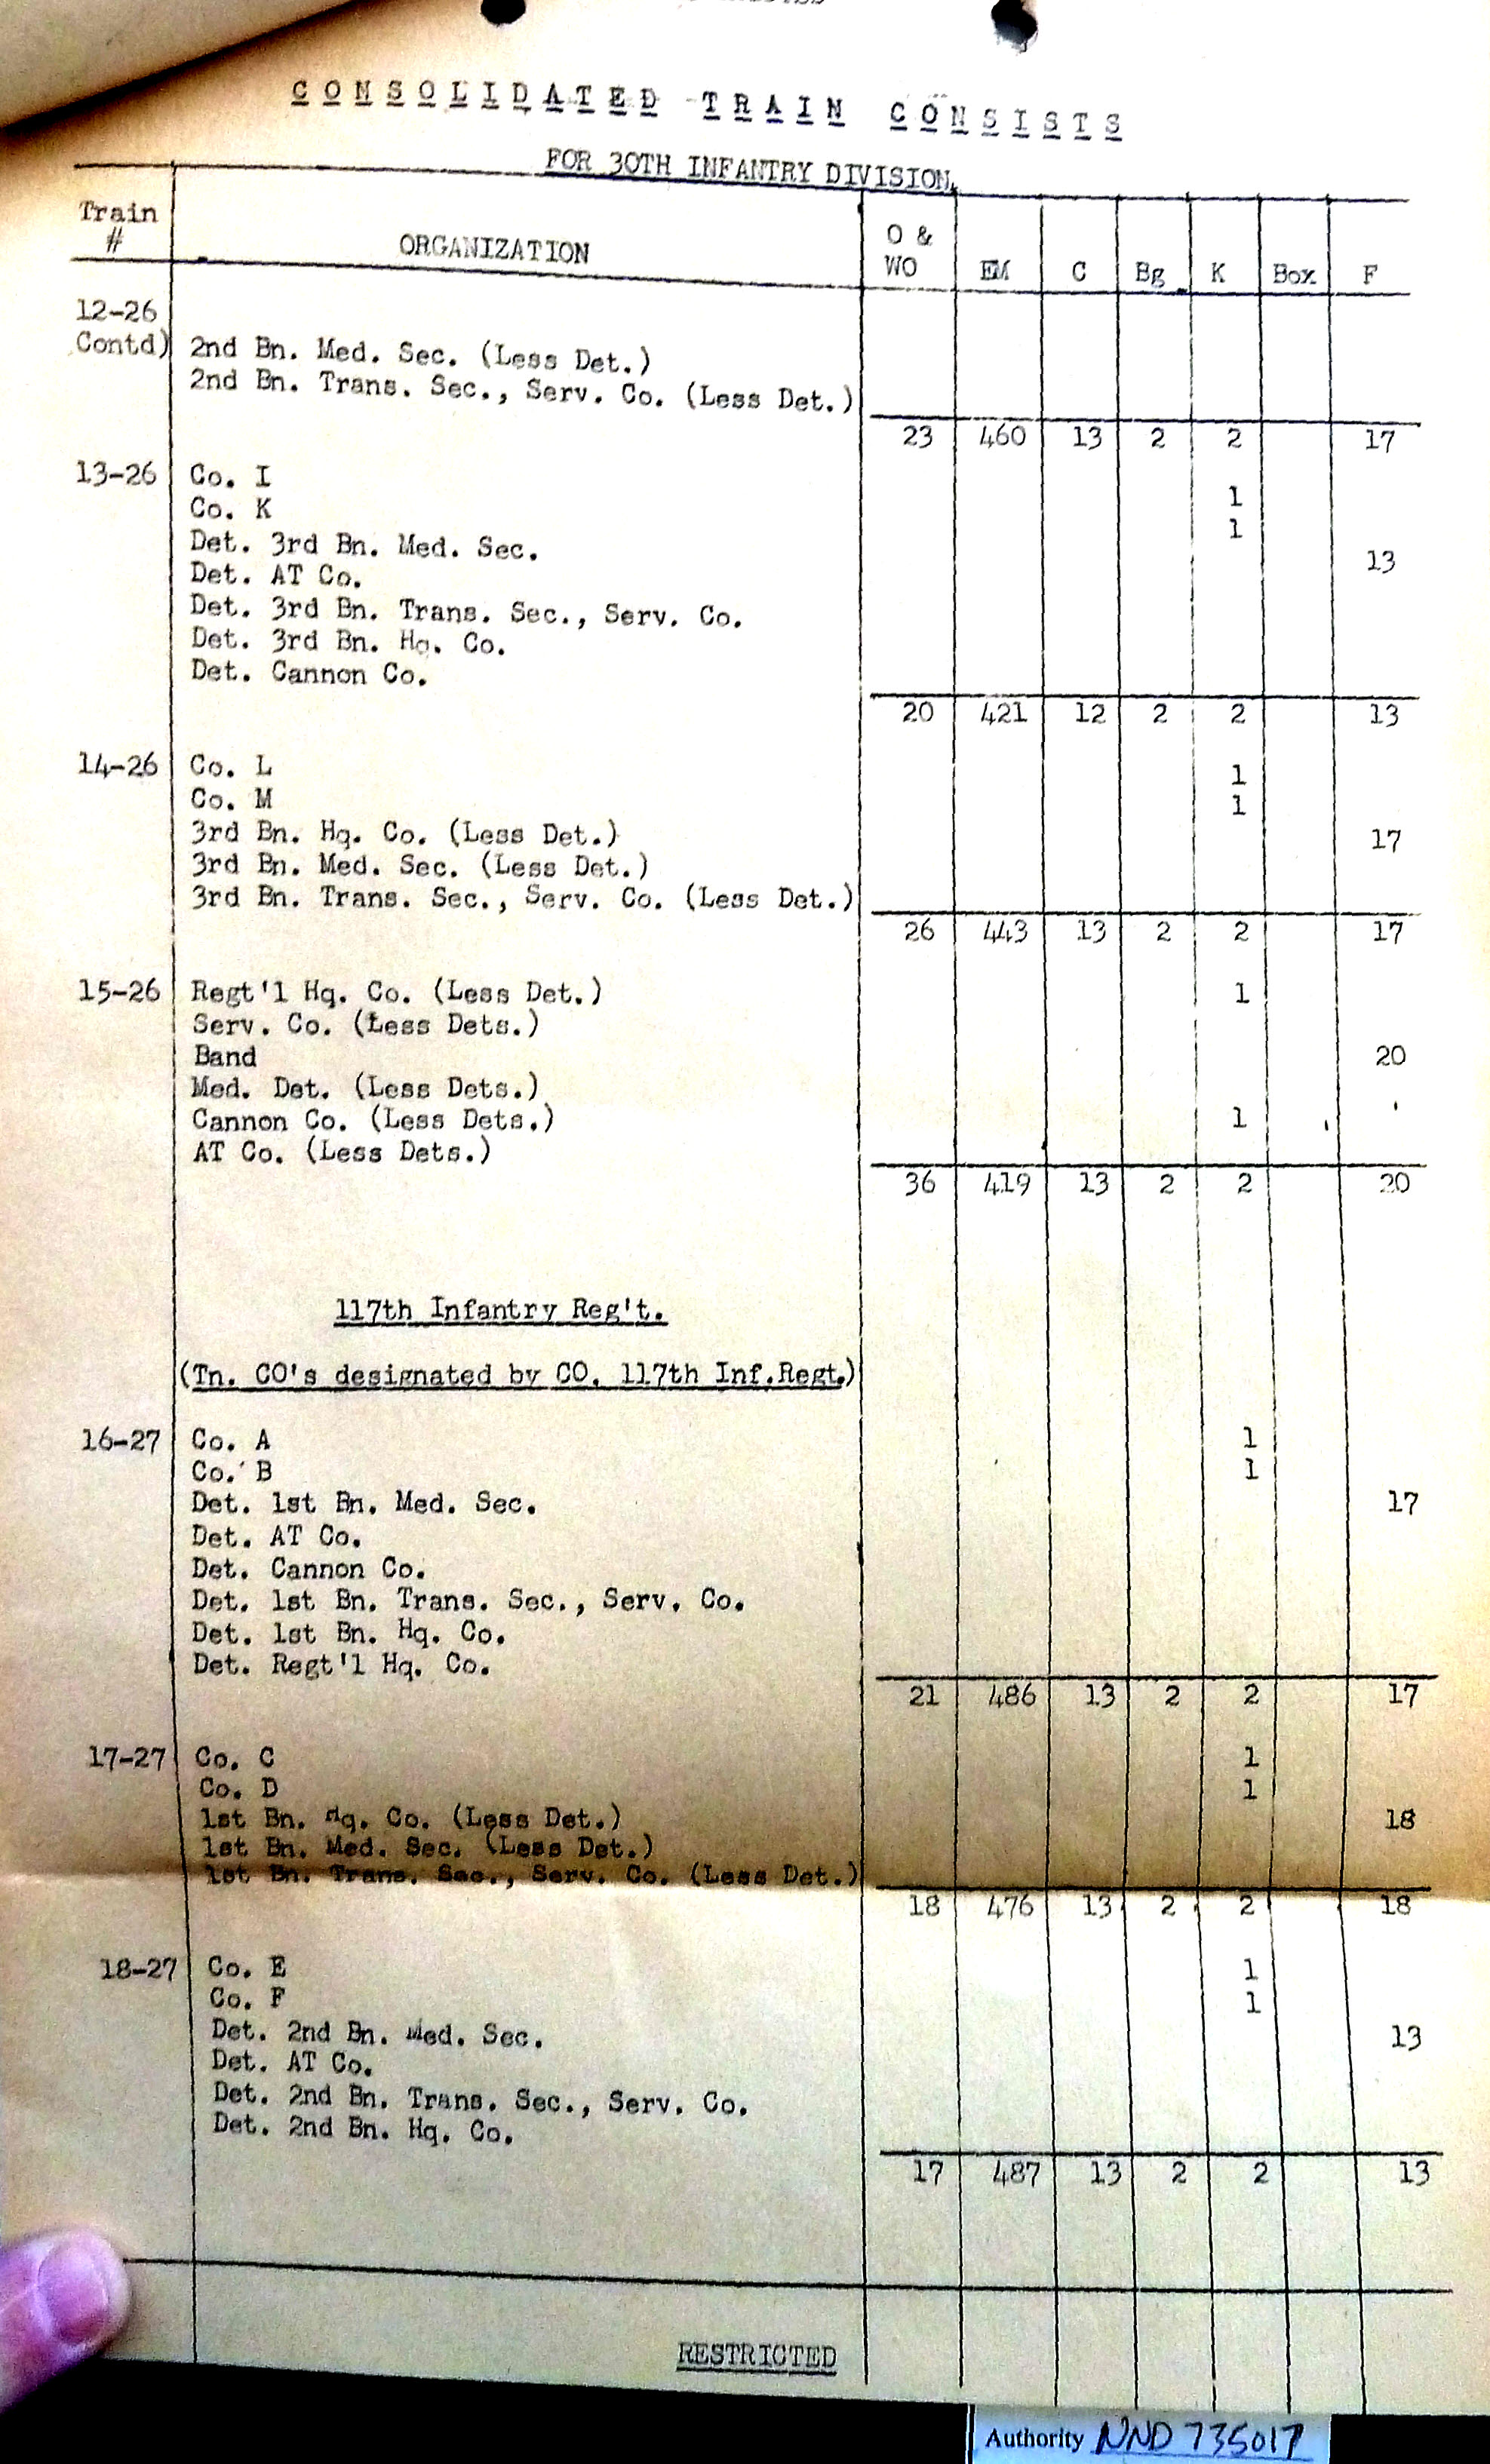 CONSOLIDATED TRAIN CONSISTS
FOR 30TH INFANTRY DIVISION.
Train # ORGANIZATION O & WO EM C Bg K Box F
12-26
Contd) 2nd Bn. Med. Sec. (Less Det.)
2nd Bn. Trans. Sec., Serv. Co. (Less Det.)
23 460 13 2 2 17
13-26 Co. I 1
Co. K 1
Det. 3rd Bn. Med. Sec. 13
Det. AT Co.
Det. 3rd Bn. Trans. Sec., Serv. Co.
Det. 3rd Bn. Hq. Co.
Det. Cannon Co.
20 421 12 2 2 13
14-26 Co. L 1
Co. M 1
3rd Bn. Hq. Co. (Less Det.) 17
3rd Bn. Med. Sec. (Less Det.)
3rd Bn. Trans. Sec., Serv. Co. (Less Det.)
26 443 13 2 2 17
15-26 Regt'l Hq. Co. (Less Det.) 1
Serv. Co. (Less Dets.)
Band 20
Med. Det. (Less Dets.)
Cannon Co. (Less Dets.) 1
AT Co. (Less Dets.)
36 419 13 2 2 20
117th Infantry Reg't.
(Tn. CO's designated by CO. 117th Inf.Regt.)
16-27 Co. A 1
Co. B 1
Det. 1st Bn. Med. Sec. 17
Det. AT Co.
Det. Cannon Co.
Det. 1st Bn. Trans. Sec., Serv. Co.
Det. 1st Bn. Hq. Co.
Det. Regt'l Hq. Co.
21 486 13 2 2 17
17-27 Co. C 1
Co. D 1
1st Bn. Hq. Co. (Less Det.) 18
1st Bn. Med. Sec. (Less Det.)
1st Bn. Trans. Sec., Serv. Co. (Less Det.)
18 476 13 2 2 18
18-27 Co. E 1
Co. F 1
Det. 2nd Bn. Med. Sec. 13
Det. AT Co.
Det. 2nd Bn. Trans. Sec., Serv. Co.
Det. 2nd Bn. Hq. Co.
17 487 13 2 2 13
RESTRICTED
Authority NND 735017